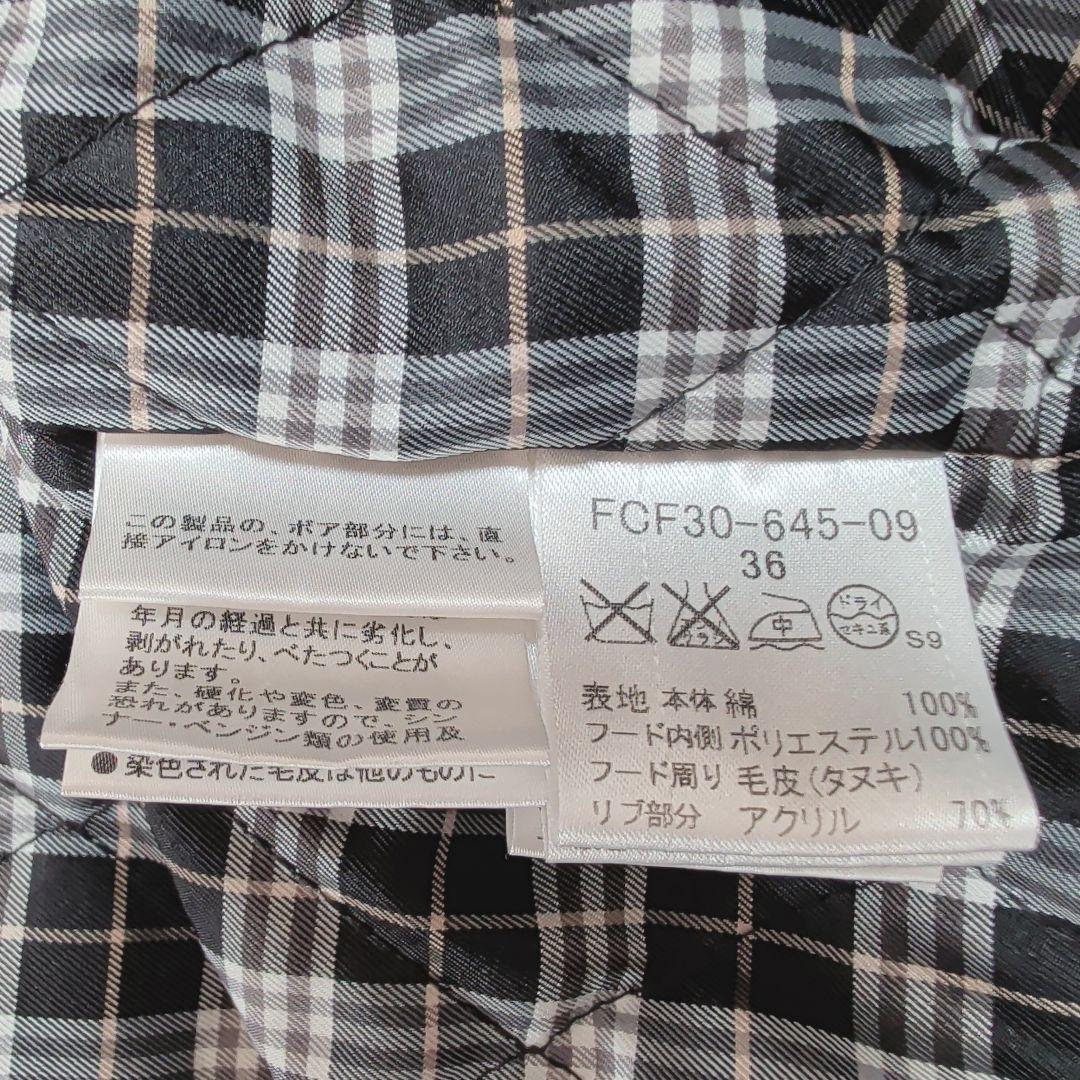 この製品の、ボア部分には、直
接アイロンをかけないで下さい。
年月の経過と共に劣化し、
剥がれたり、べたつくことが
あります。
また、硬化や変色、変質の
恐れがありますので、シン
ナー・ベンジン類の使用及
●染色された毛皮は他のものに
FCF30-645-09
36
エンソ サラシ
中
ドライ
セキユ系
S9
表地 本体 綿 100%
フード内側 ポリエステル100%
フード周り 毛皮(タヌキ)
リブ部分 アクリル 70%